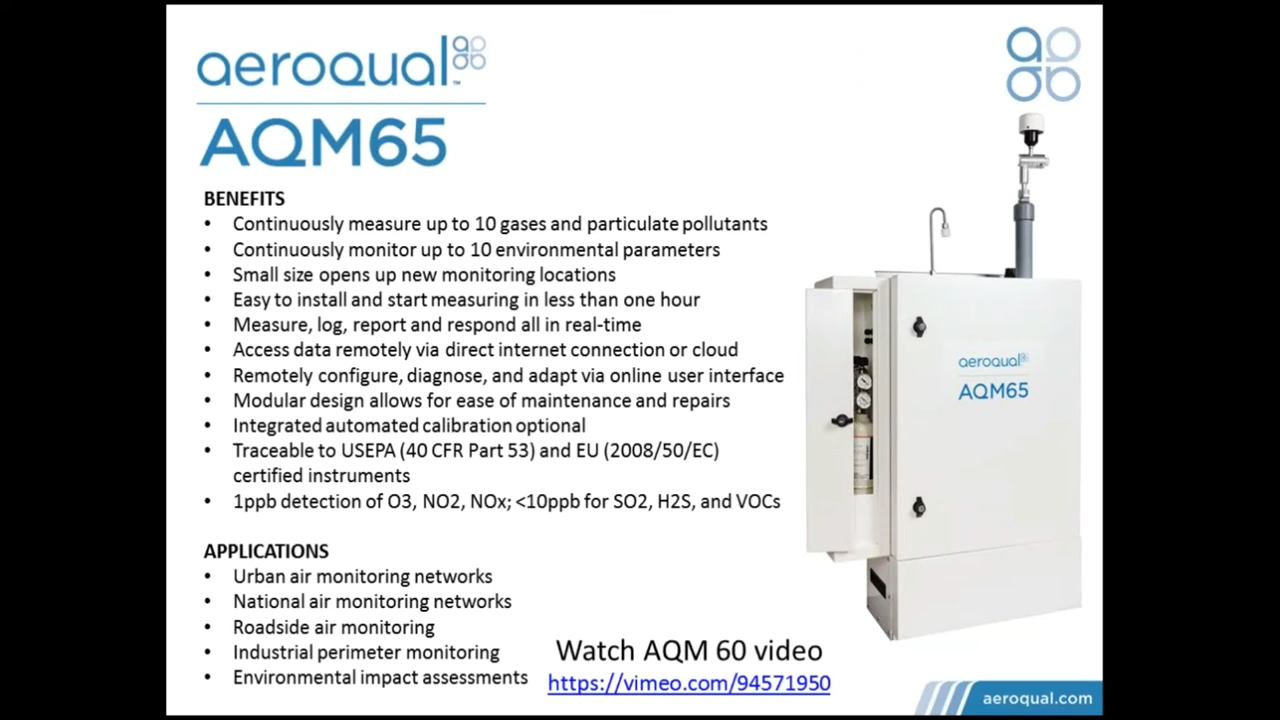 aeroqual™
AQM65
BENEFITS
• Continuously measure up to 10 gases and particulate pollutants
• Continuously monitor up to 10 environmental parameters
• Small size opens up new monitoring locations
• Easy to install and start measuring in less than one hour
• Measure, log, report and respond all in real-time
• Access data remotely via direct internet connection or cloud
• Remotely configure, diagnose, and adapt via online user interface
• Modular design allows for ease of maintenance and repairs
• Integrated automated calibration optional
• Traceable to USEPA (40 CFR Part 53) and EU (2008/50/EC)
certified instruments
• 1ppb detection of O3, NO2, NOx; <10ppb for SO2, H2S, and VOCs
APPLICATIONS
• Urban air monitoring networks
• National air monitoring networks
• Roadside air monitoring
• Industrial perimeter monitoring
• Environmental impact assessments
Watch AQM 60 video
https://vimeo.com/94571950
aeroqual
AQM65
aeroqual.com